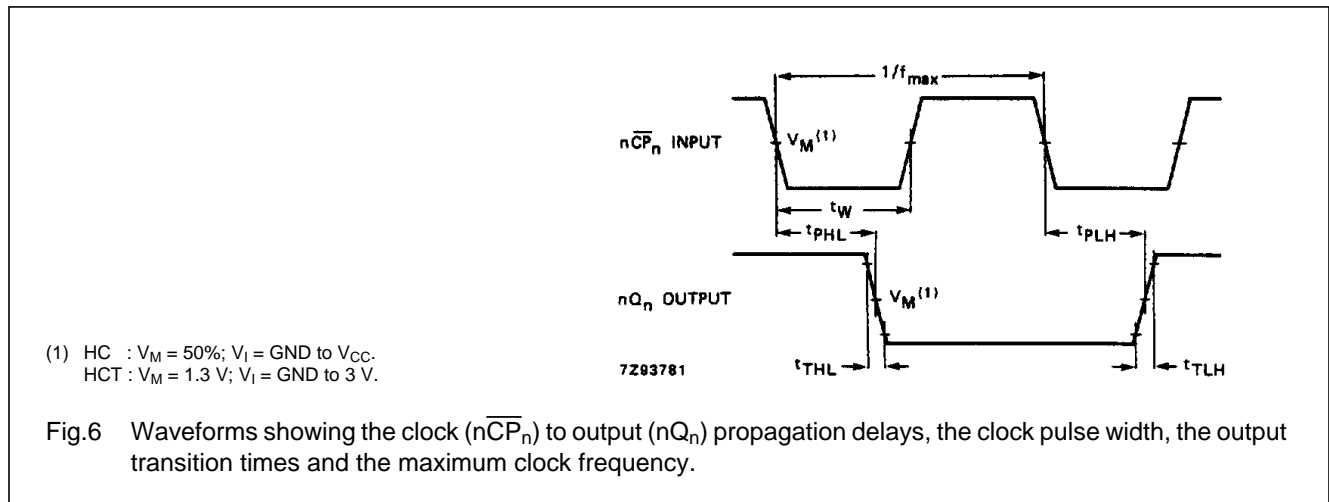 1/fmax
nC̅P̅n INPUT
VM(1)
tW
tPHL
tPLH
nQn OUTPUT
VM(1)
(1) HC : VM = 50%; VI = GND to VCC.
HCT : VM = 1.3 V; VI = GND to 3 V.
7Z93781
tTHL
tTLH
Fig.6 Waveforms showing the clock (nC̅P̅n) to output (nQn) propagation delays, the clock pulse width, the output
transition times and the maximum clock frequency.